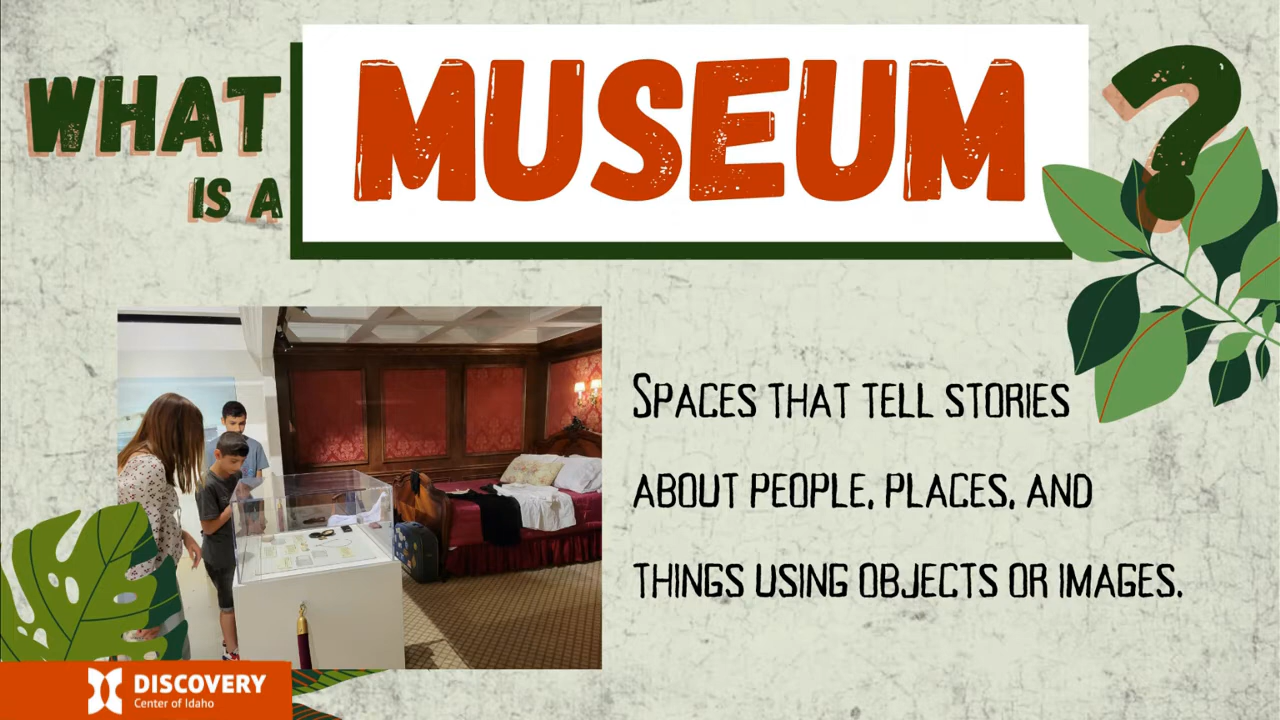 WHAT
IS A
MUSEUM
?
SPACES THAT TELL STORIES
ABOUT PEOPLE, PLACES, AND
THINGS USING OBJECTS OR IMAGES.
DISCOVERY
Center of Idaho